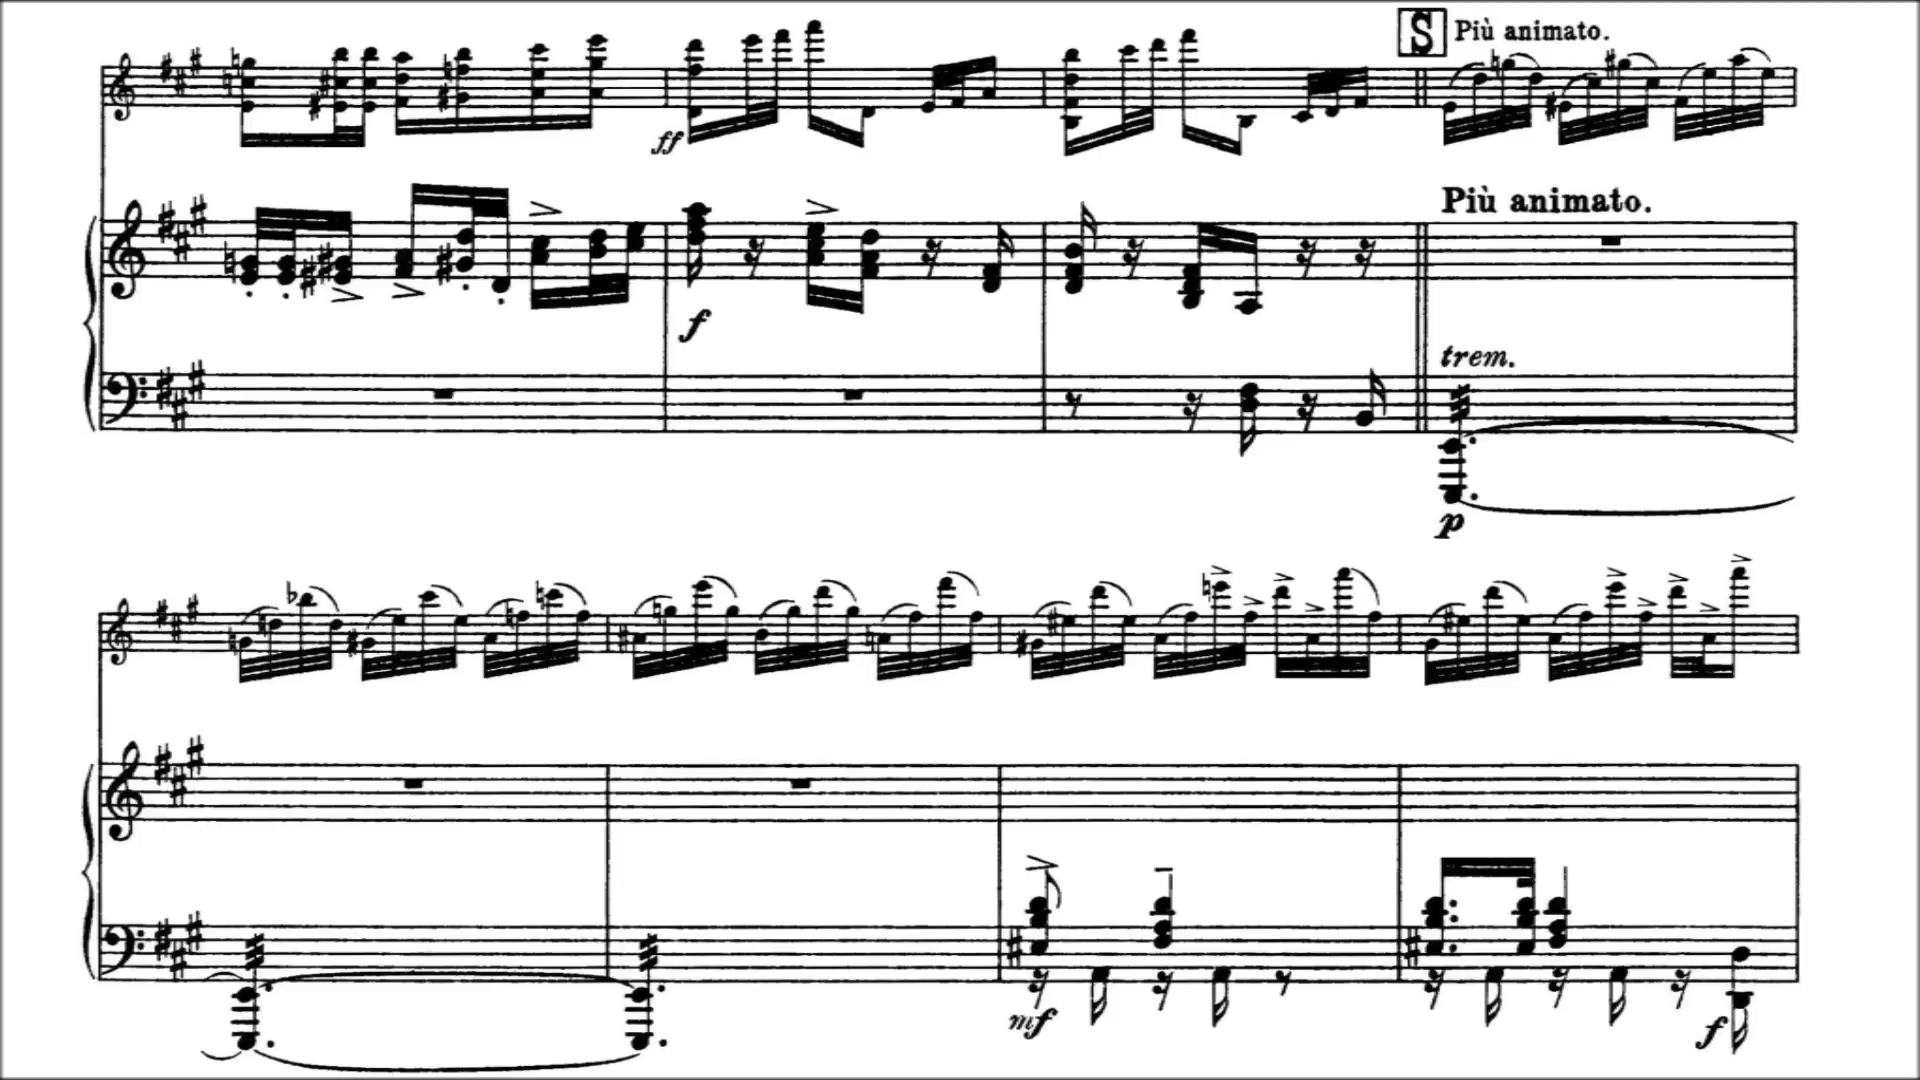 S Più animato.
ff
Più animato.
f
trem.
p
mf
f